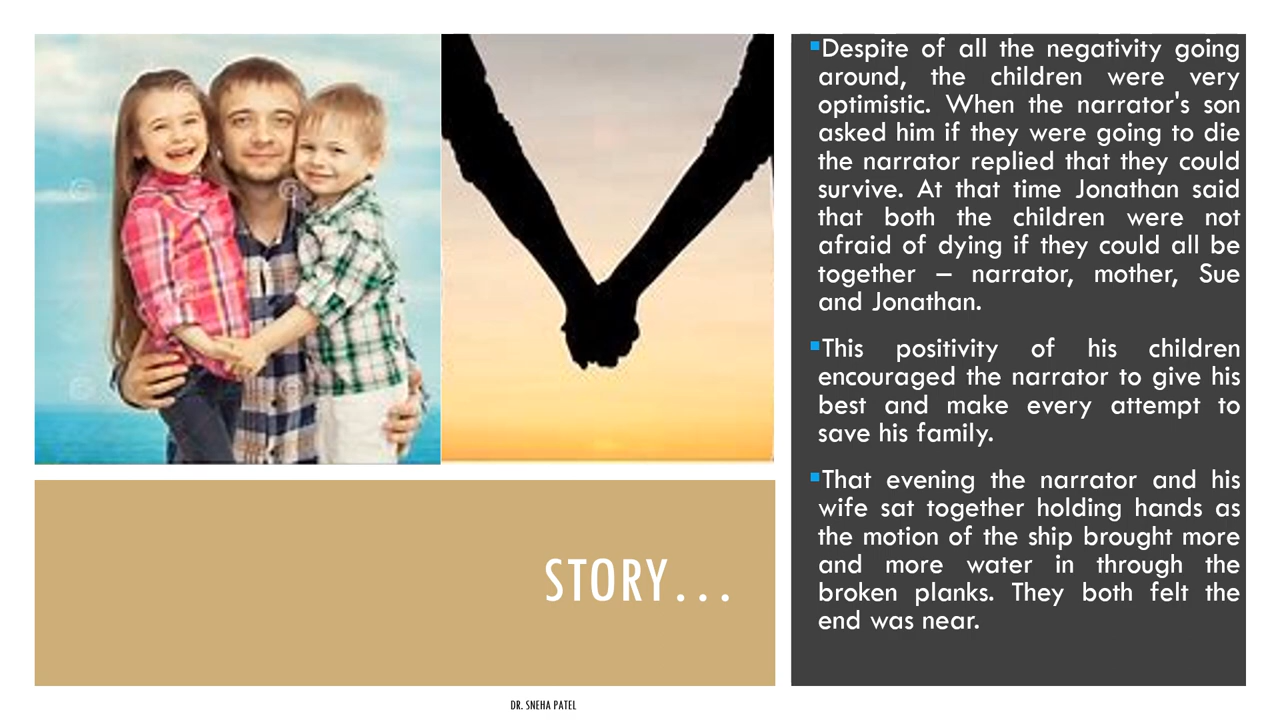 ▪Despite of all the negativity going
around, the children were very
optimistic. When the narrator's son
asked him if they were going to die
the narrator replied that they could
survive. At that time Jonathan said
that both the children were not
afraid of dying if they could all be
together – narrator, mother, Sue
and Jonathan.
▪This positivity of his children
encouraged the narrator to give his
best and make every attempt to
save his family.
▪That evening the narrator and his
wife sat together holding hands as
the motion of the ship brought more
and more water in through the
broken planks. They both felt the
end was near.
STORY...
DR. SNEHA PATEL